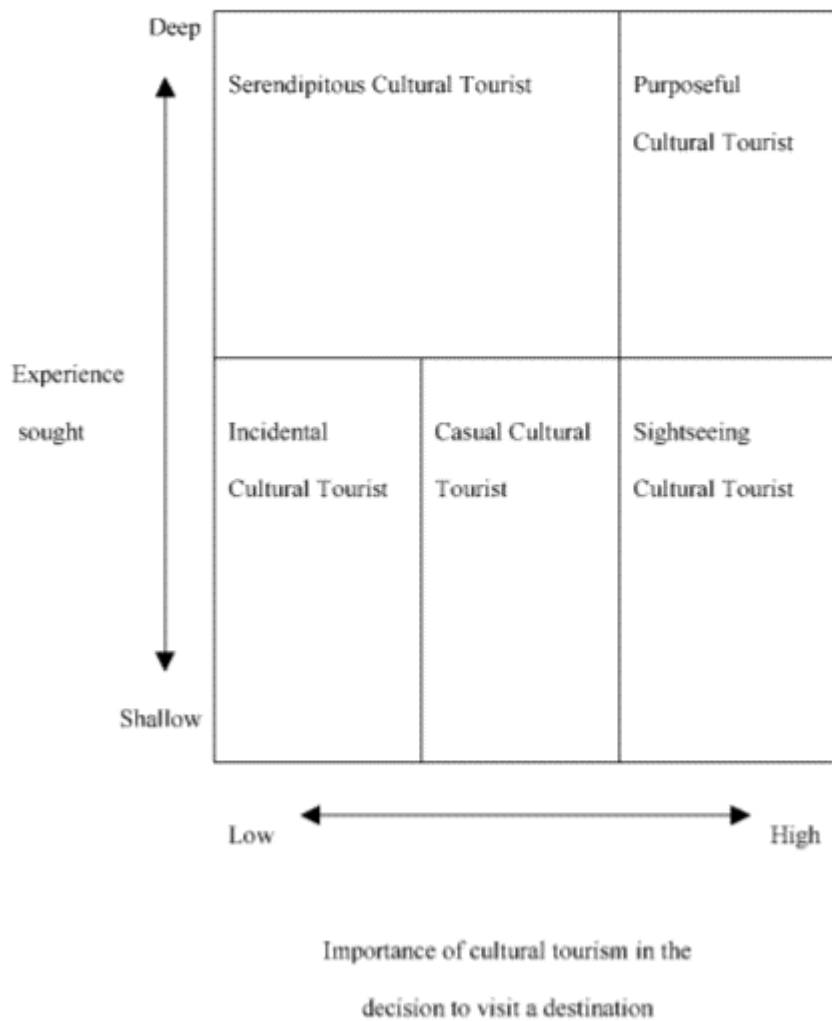 Deep
Serendipitous Cultural Tourist
Purposeful
Cultural Tourist
Experience
sought
Incidental
Cultural Tourist
Casual Cultural
Tourist
Sightseeing
Cultural Tourist
Shallow
Low
High
Importance of cultural tourism in the
decision to visit a destination